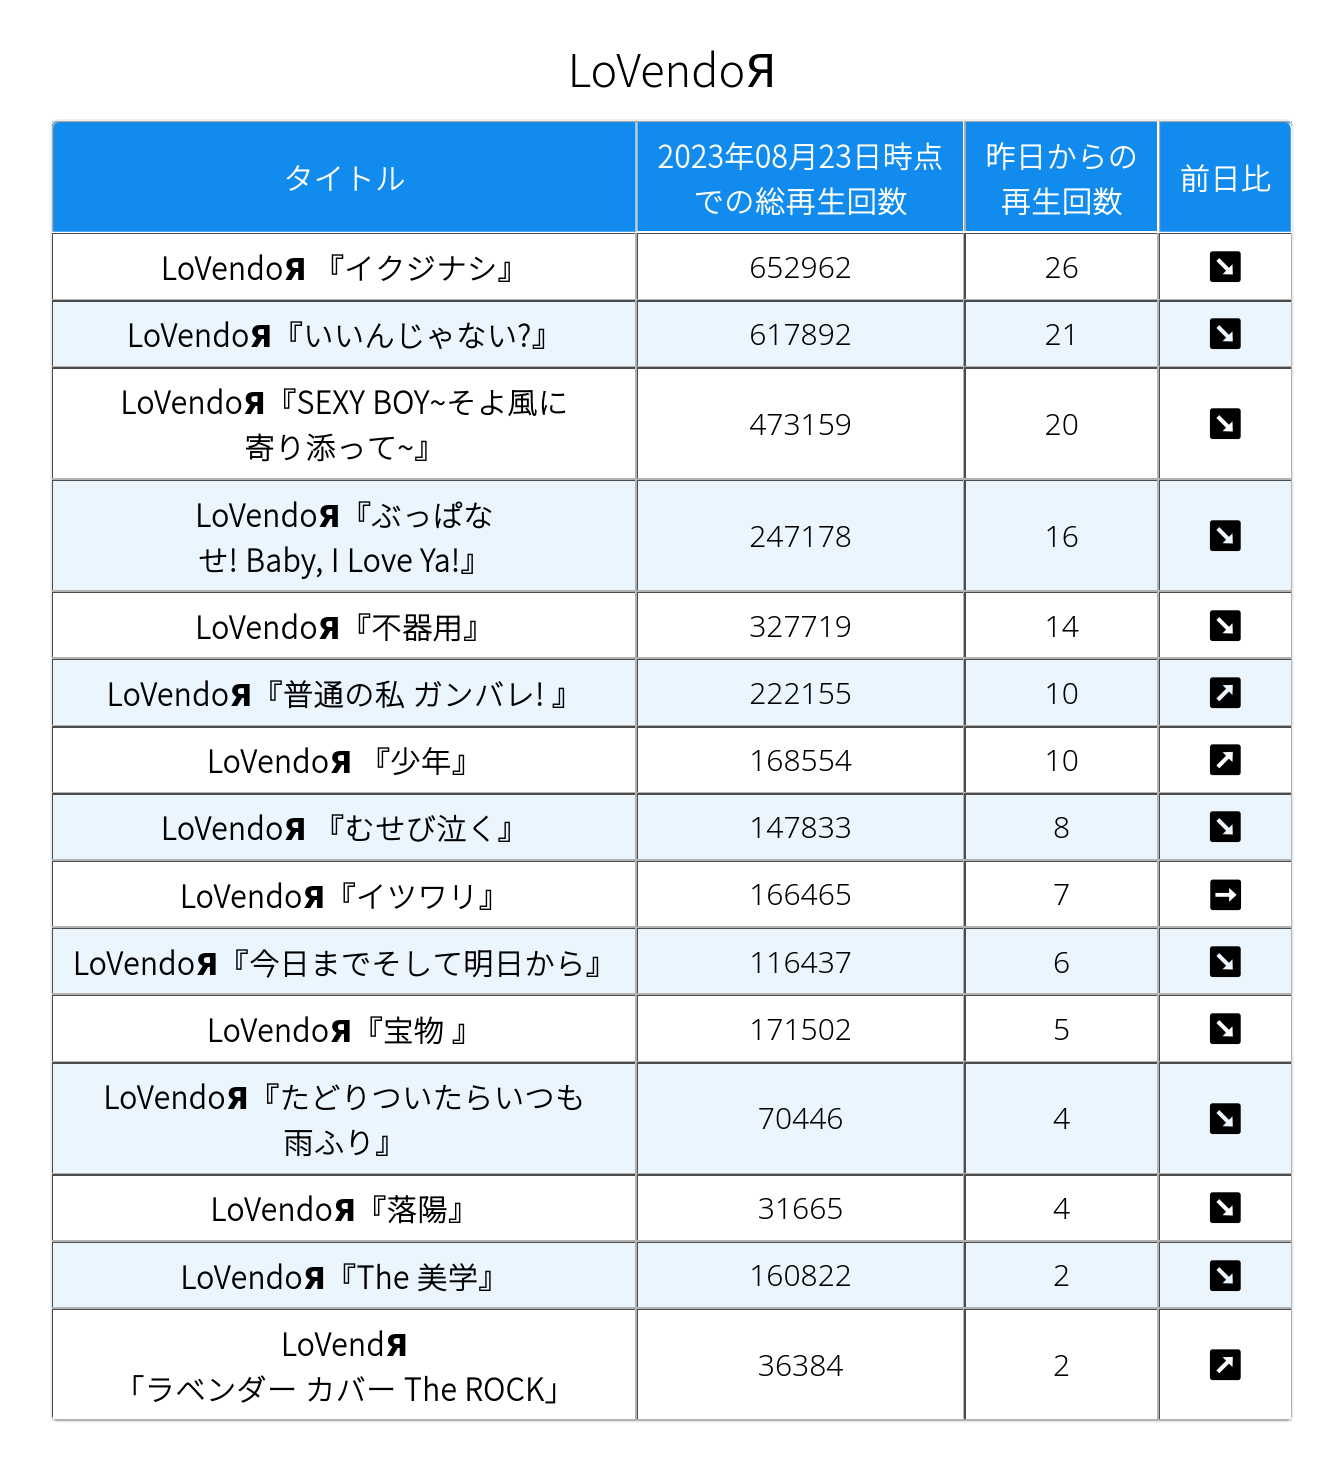 LoVendoЯ
タイトル
2023年08月23日時点
での総再生回数
昨日からの
再生回数
前日比
LoVendoЯ 『イクジナシ』
652962
26
↘
LoVendoЯ『いいんじゃない?』
617892
21
↘
LoVendoЯ『SEXY BOY~そよ風に
寄り添って~』
473159
20
↘
LoVendoЯ『ぶっぱな
せ! Baby, I Love Ya!』
247178
16
↘
LoVendoЯ『不器用』
327719
14
↘
LoVendoЯ『普通の私 ガンバレ! 』
222155
10
↗
LoVendoЯ 『少年』
168554
10
↗
LoVendoЯ 『むせび泣く』
147833
8
↘
LoVendoЯ『イツワリ』
166465
7
→
LoVendoЯ『今日までそして明日から』
116437
6
↘
LoVendoЯ『宝物 』
171502
5
↘
LoVendoЯ『たどりついたらいつも
雨ふり』
70446
4
↘
LoVendoЯ『落陽』
31665
4
↘
LoVendoЯ『The 美学』
160822
2
↘
LoVendЯ
「ラベンダー カバー The ROCK」
36384
2
↗